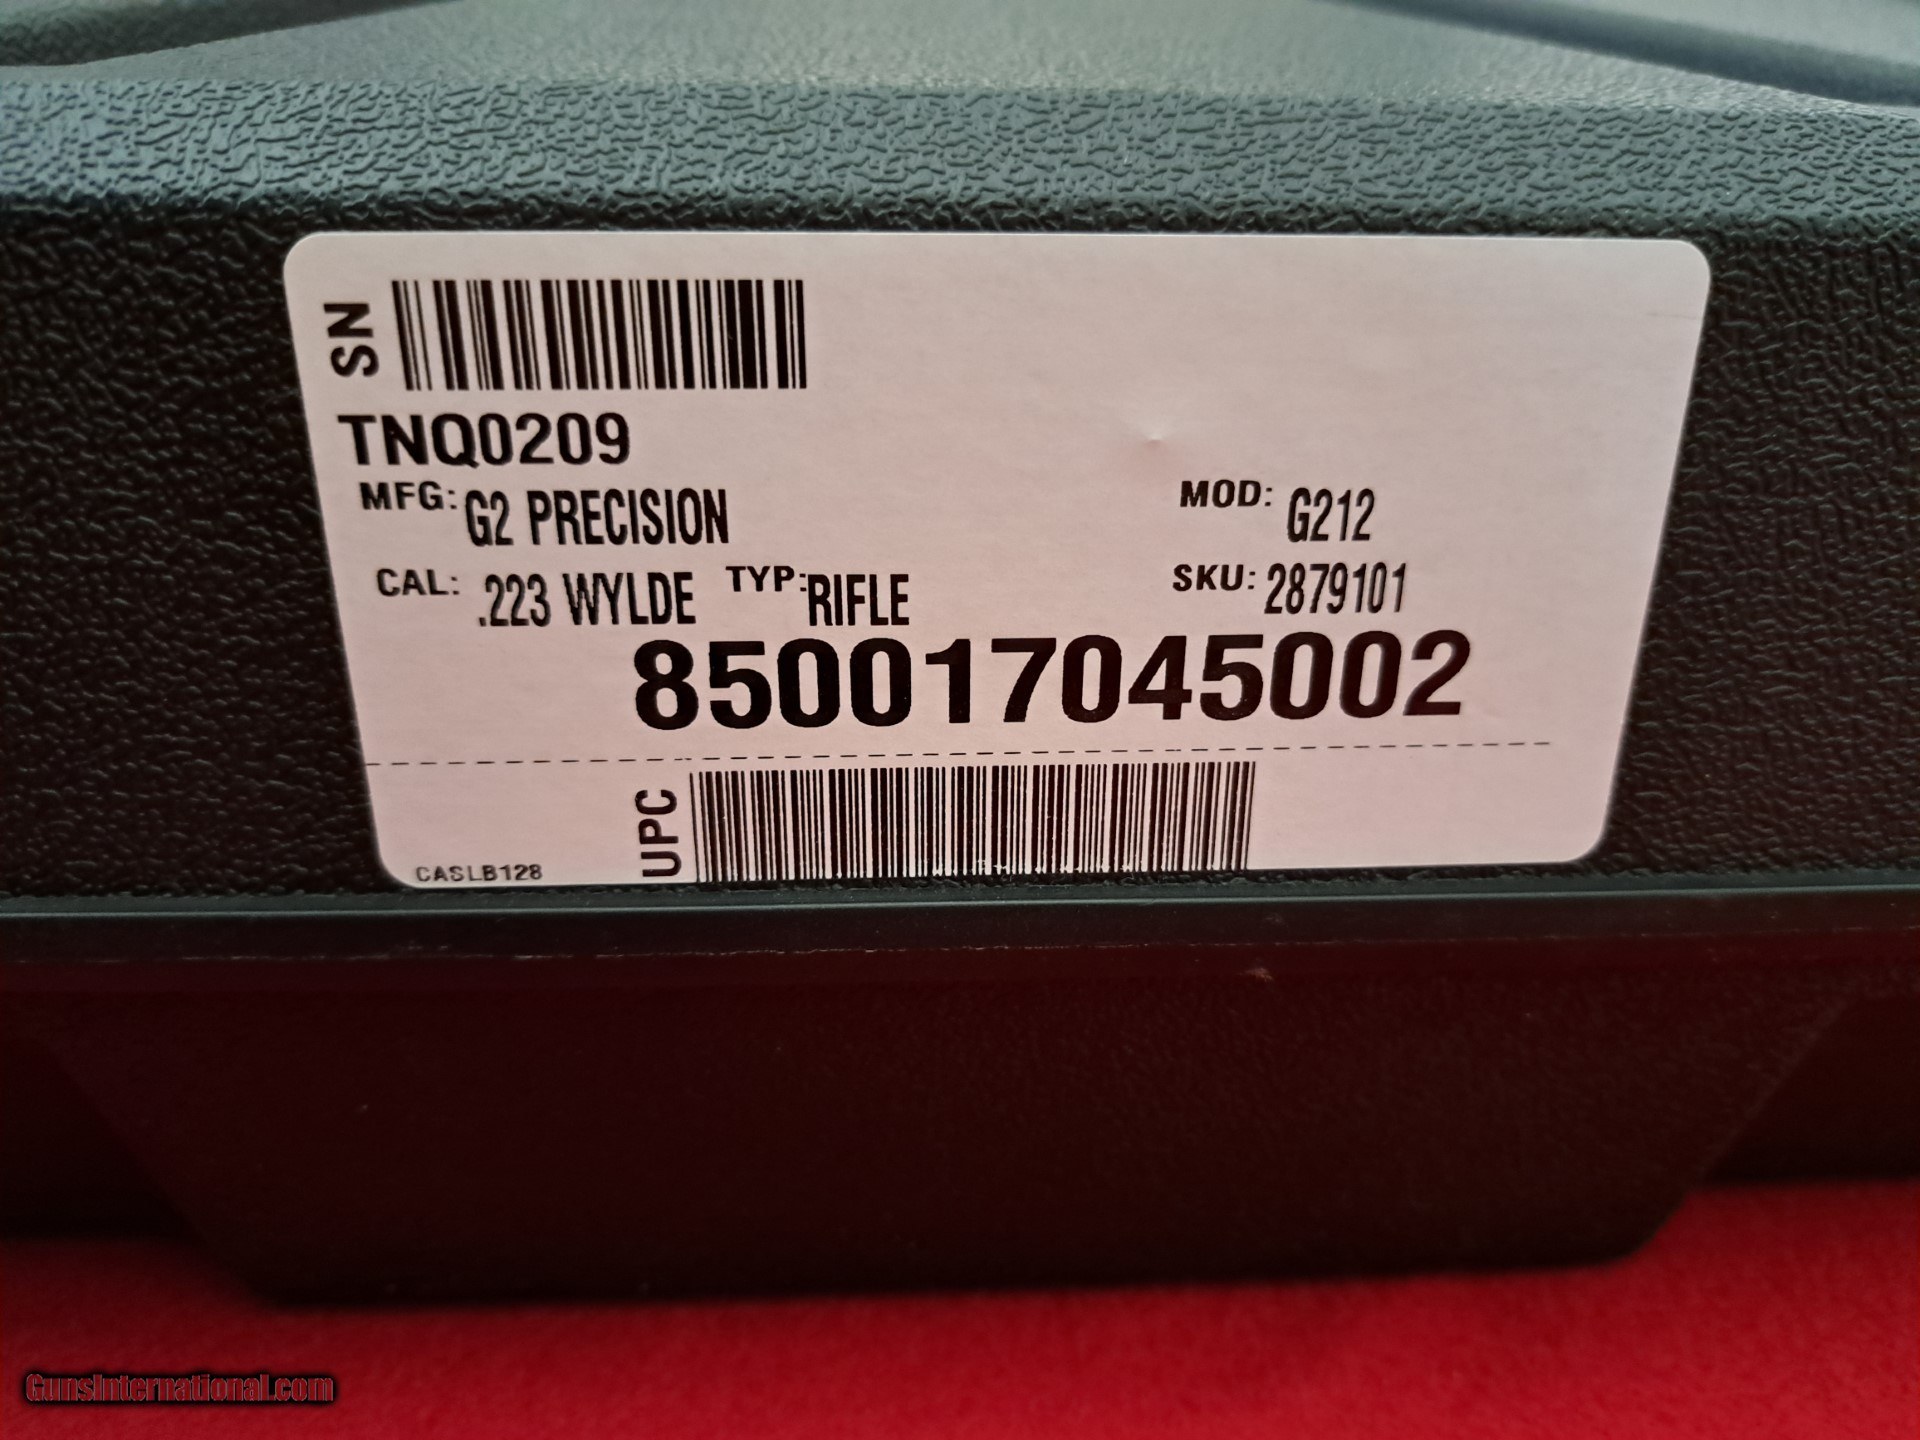 SN
TNQ0209
MFG: G2 PRECISION MOD: G212
CAL: .223 WYLDE TYP: RIFLE SKU: 2879101
850017045002
UPC
CASLB128
GunsInternational.com